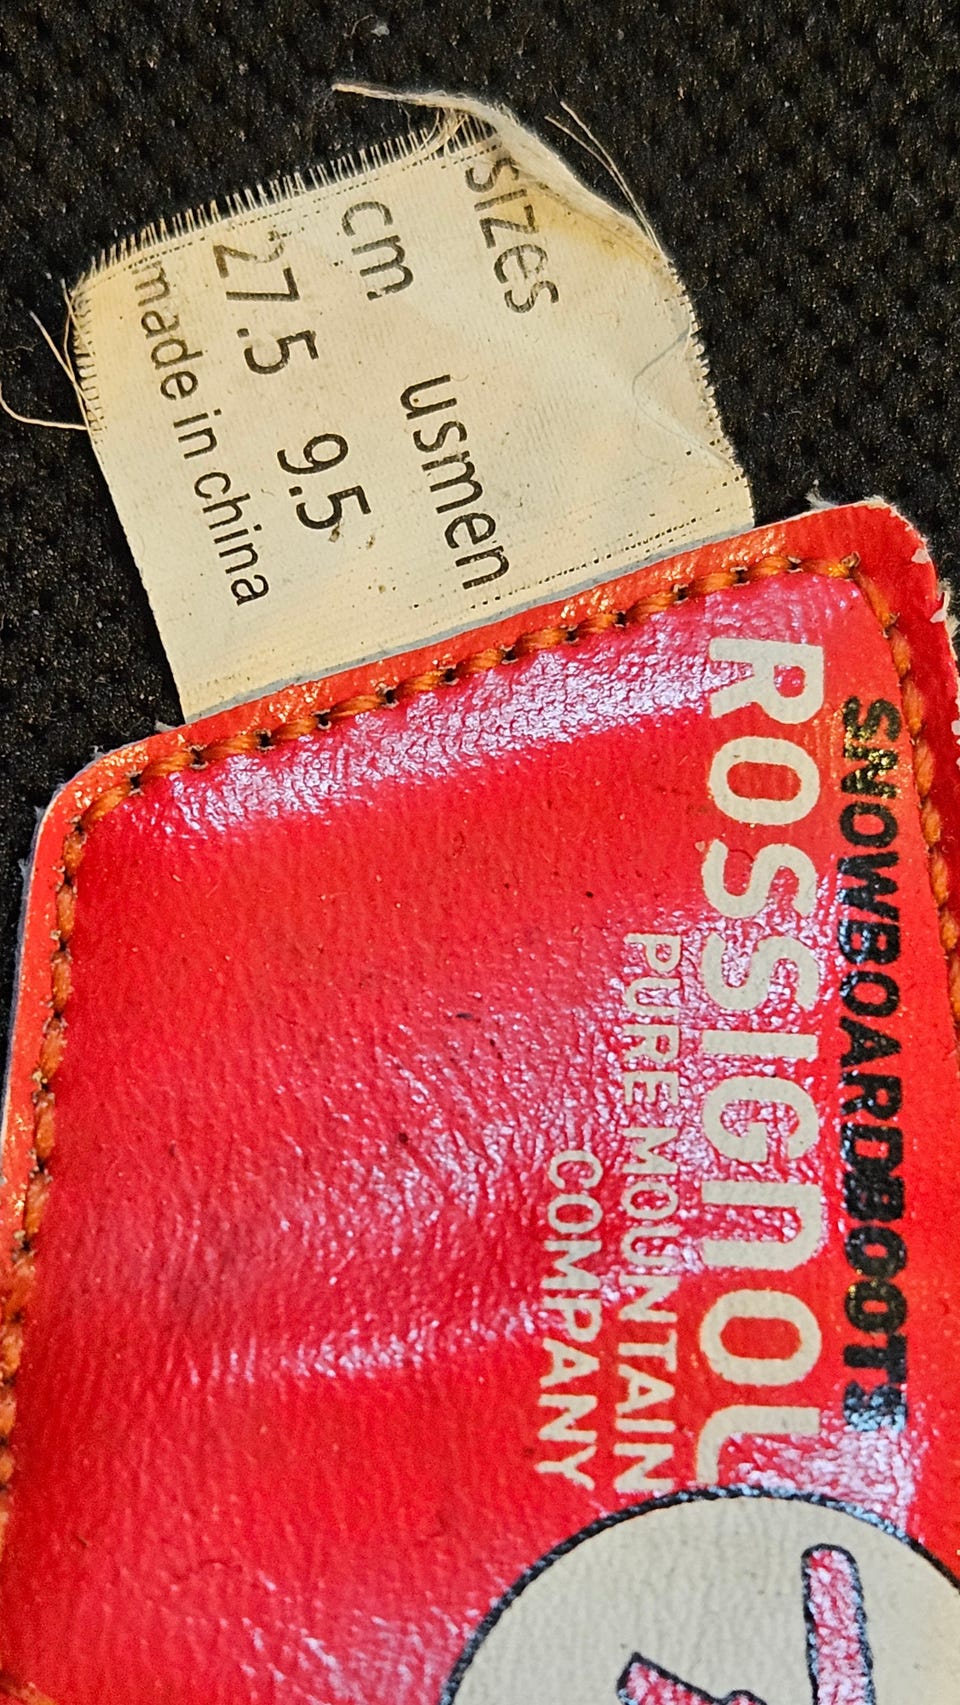 sizes
cm usmen
27.5 9.5
made in china
SNOWBOARDBOOTS
ROSSIGNOL
PURE MOUNTAIN
COMPANY